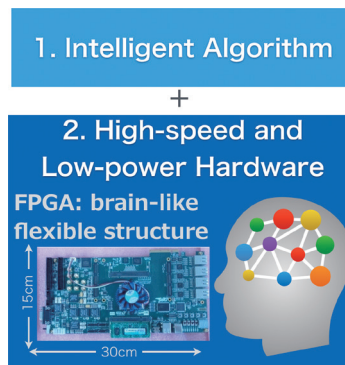 1. Intelligent Algorithm
+
2. High-speed and
Low-power Hardware
FPGA: brain-like
flexible structure
15cm
30cm